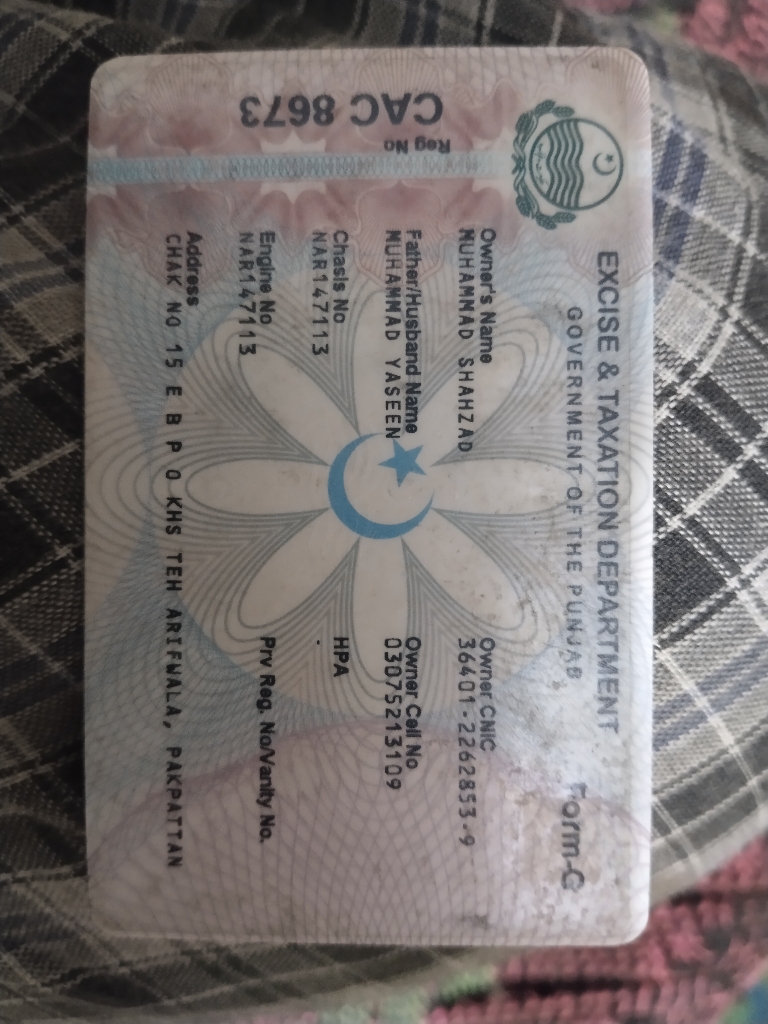 EXCISE & TAXATION DEPARTMENT
GOVERNMENT OF THE PUNJAB
Form-G
Reg No
CAC 8673
Owner's Name
MUHAMMAD SHAHZAD
Owner CNIC
36401-2262853-9
Father/Husband Name
MUHAMMAD YASEEN
Owner Cell No
03075213109
Chasis No
NAR147113
HPA
.
Engine No
NAR147113
Prv Reg. No/Vanity No.
Address
CHAK NO 15 E B P O KHS TEH ARIFWALA, PAKPATTAN